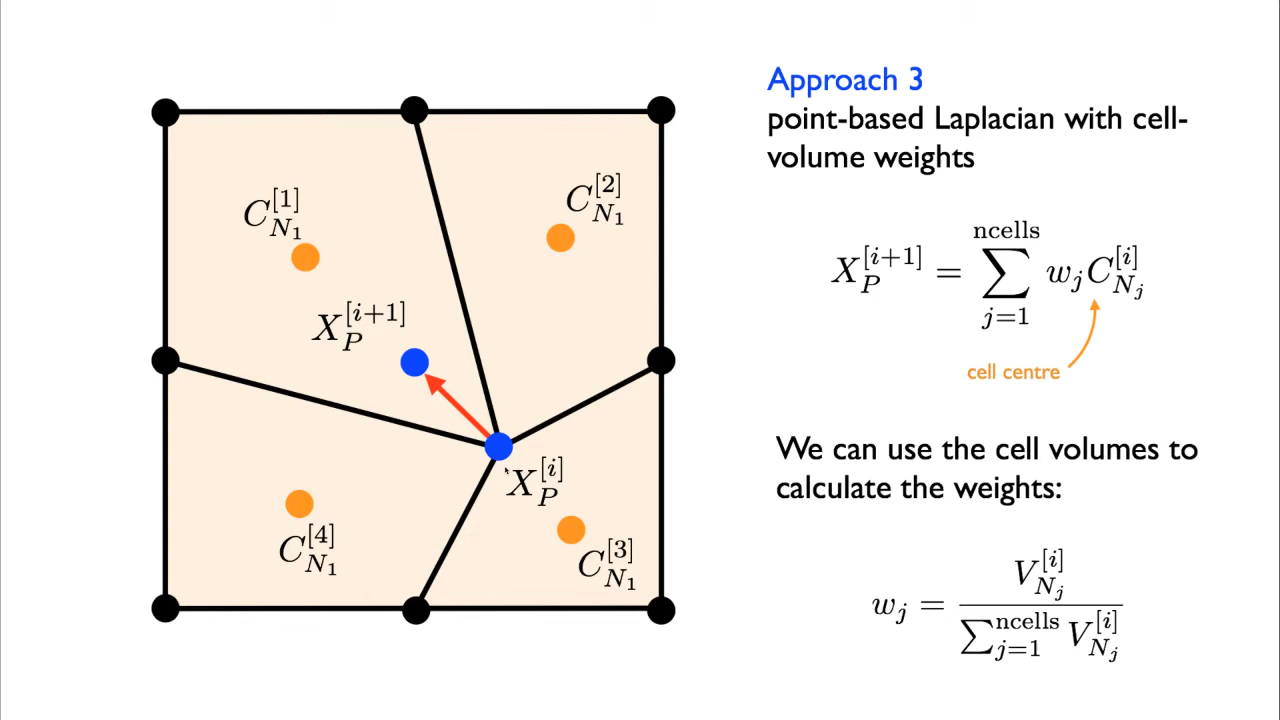 Approach 3
point-based Laplacian with cell-
volume weights
C_{N_1}^{[1]}
C_{N_1}^{[2]}
X_P^{[i+1]}
X_P^{[i]}
C_{N_1}^{[4]}
C_{N_1}^{[3]}
X_P^{[i+1]} = \sum_{j=1}^{ncells} w_j C_{N_j}^{[i]}
cell centre
We can use the cell volumes to
calculate the weights:
w_j = \frac{V_{N_j}^{[i]}}{\sum_{j=1}^{ncells} V_{N_j}^{[i]}}